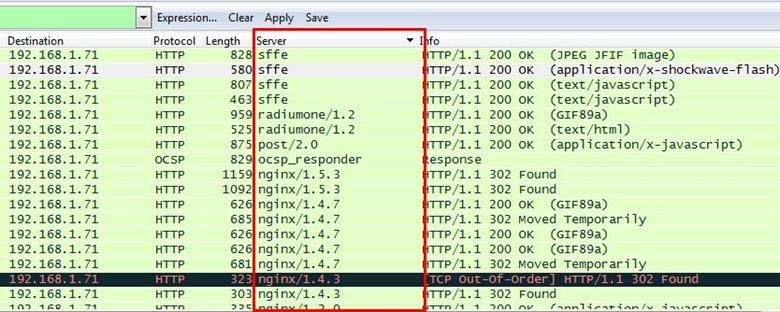 Expression... Clear Apply Save
Destination Protocol Length Server Info
192.168.1.71 HTTP 828 sffe HTTP/1.1 200 OK (JPEG JFIF image)
192.168.1.71 HTTP 580 sffe HTTP/1.1 200 OK (application/x-shockwave-flash)
192.168.1.71 HTTP 807 sffe HTTP/1.1 200 OK (text/javascript)
192.168.1.71 HTTP 463 sffe HTTP/1.1 200 OK (text/javascript)
192.168.1.71 HTTP 959 radiumone/1.2 HTTP/1.1 200 OK (GIF89a)
192.168.1.71 HTTP 525 radiumone/1.2 HTTP/1.1 200 OK (text/html)
192.168.1.71 HTTP 875 post/2.0 HTTP/1.1 200 OK (application/x-javascript)
192.168.1.71 OCSP 829 ocsp_responder Response
192.168.1.71 HTTP 1159 nginx/1.5.3 HTTP/1.1 302 Found
192.168.1.71 HTTP 1092 nginx/1.5.3 HTTP/1.1 302 Found
192.168.1.71 HTTP 626 nginx/1.4.7 HTTP/1.1 200 OK (GIF89a)
192.168.1.71 HTTP 685 nginx/1.4.7 HTTP/1.1 302 Moved Temporarily
192.168.1.71 HTTP 626 nginx/1.4.7 HTTP/1.1 200 OK (GIF89a)
192.168.1.71 HTTP 626 nginx/1.4.7 HTTP/1.1 200 OK (GIF89a)
192.168.1.71 HTTP 681 nginx/1.4.7 HTTP/1.1 302 Moved Temporarily
192.168.1.71 HTTP 323 nginx/1.4.3 [TCP Out-Of-Order] HTTP/1.1 302 Found
192.168.1.71 HTTP 303 nginx/1.4.3 HTTP/1.1 302 Found
192.168.1.71 HTTP HTTP/1.1 200 OK (application/x-javascript)